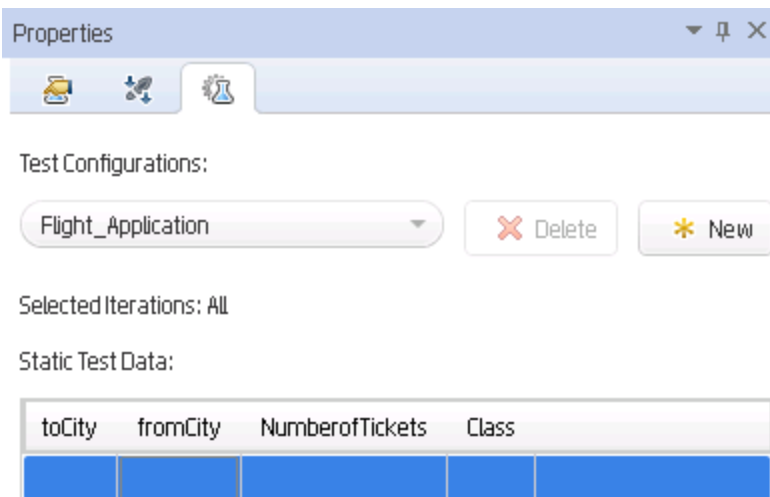 Properties
Test Configurations:
Flight_Application Delete New
Selected Iterations: All
Static Test Data:
toCity fromCity NumberofTickets Class